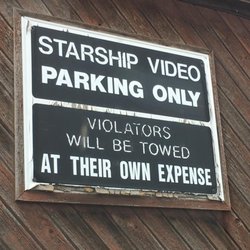 STARSHIP VIDEO
PARKING ONLY
VIOLATORS
WILL BE TOWED
AT THEIR OWN EXPENSE